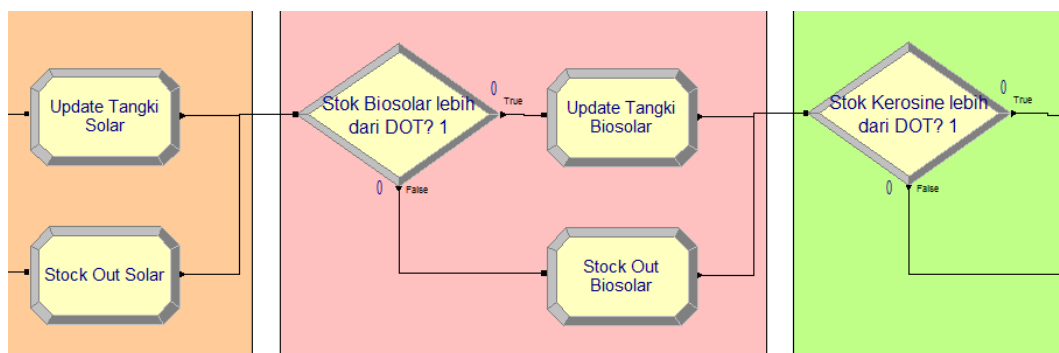 Update Tangki
Solar
Stock Out Solar
Stok Biosolar lebih
dari DOT? 1
0
True
0
False
Update Tangki
Biosolar
Stock Out
Biosolar
Stok Kerosine lebih
dari DOT? 1
0
True
0
False